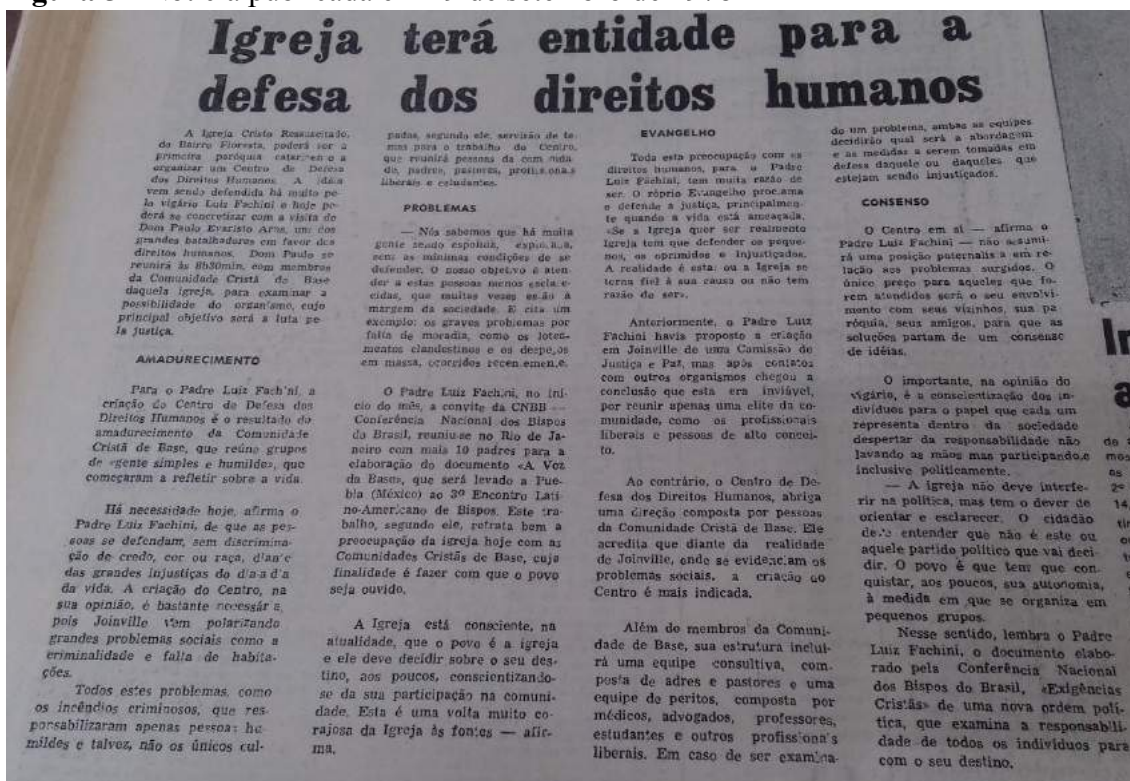 Igreja terá entidade para a
defesa dos direitos humanos
A Igreja Cristo Ressuscitado,
do Bairro Floresta, poderá ser a
primeira paróquia catarinen e a
organizar um Centro de Defesa
dos Direitos Humanos. A idéia
vem sendo defendida há muito pe-
lo vigário Luiz Fachini e hoje po-
derá se concretizar com a visita de
Dom Paulo Evaristo Arns, um dos
grandes batalhadores em favor dos
direitos humanos. Dom Paulo se
reunirá às 8h30min, com membros
da Comunidade Cristã de Base
daquela igreja, para examinar a
possibilidade do organismo, cujo
principal objetivo será a luta pe-
la justiça.
AMADURECIMENTO
Para o Padre Luiz Fachini, a
criação do Centro de Defesa dos
Direitos Humanos é o resultado do
amadurecimento da Comunidade
Cristã de Base, que reúne grupos
de «gente simples e humilde», que
começaram a refletir sobre a vida.
Há necessidade hoje, afirma o
Padre Luiz Fachini, de que as pes-
soas se defendam, sem discrimina-
ção de credo, cor ou raça, diante
das grandes injustiças do dia-a-dia
da vida. A criação do Centro, na
sua opinião, é bastante necessária,
pois Joinville vem polarizando
grandes problemas sociais como a
criminalidade e falta de habita-
ções.
Todos estes problemas, como
os incêndios criminosos, que res-
ponsabilizaram apenas pessoas hu-
mildes e talvez, não os únicos cul-
pados, segundo ele, servirão de te-
mas para o trabalho do Centro,
que reunirá pessoas da comunida-
de, padres, pastores, profissionais
liberais e estudantes.
PROBLEMAS
— Nós sabemos que há muita
gente sendo espoliada, explorada,
sem as mínimas condições de se
defender. O nosso objetivo é aten-
der a estas pessoas menos esclare-
cidas, que muitas vezes estão à
margem da sociedade. E cita um
exemplo: os graves problemas por
falta de moradia, como os lotea-
mentos clandestinos e os despejos
em massa, ocorridos recentemente.
O Padre Luiz Fachini, no iní-
cio do mês, a convite da CNBB —
Conferência Nacional dos Bispos
do Brasil, reuniu-se no Rio de Ja-
neiro com mais 10 padres para a
elaboração do documento «A Voz
da Base», que será levado a Pue-
bla (México) ao 3º Encontro Lati-
no-Americano de Bispos. Este tra-
balho, segundo ele, retrata bem a
preocupação da igreja hoje com as
Comunidades Cristãs de Base, cuja
finalidade é fazer com que o povo
seja ouvido.
A Igreja está consciente, na
atualidade, que o povo é a igreja
e ele deve decidir sobre o seu des-
tino, aos poucos, conscientizando-
se da sua participação na comuni-
dade. Esta é uma volta muito co-
rajosa da Igreja às fontes — afir-
ma.
EVANGELHO
Toda esta preocupação com os
direitos humanos, para o Padre
Luiz Fachini, tem muita razão de
ser. O róprio Evangelho proclama
e defende a justiça, principalmen-
te quando a vida está ameaçada.
«Se a Igreja quer ser realmente
Igreja tem que defender os peque-
nos, os oprimidos e injustiçados.
A realidade é esta: ou a Igreja se
torna fiel à sua causa ou não tem
razão de ser».
Anteriormente, o Padre Luiz
Fachini havia proposto a criação
em Joinville de uma Comissão de
Justiça e Paz, mas após contatos
com outros organismos chegou a
conclusão que esta era inviável,
por reunir apenas uma elite da co-
munidade, como os profissionais
liberais e pessoas de alto concei-
to.
Ao contrário, o Centro de De-
fesa dos Direitos Humanos, abriga
uma direção composta por pessoas
da Comunidade Cristã de Base. Ele
acredita que diante da realidade
de Joinville, onde se evidenciam os
problemas sociais, a criação do
Centro é mais indicada.
Além do membros da Comuni-
dade de Base, sua estrutura inclui-
rá uma equipe consultiva, com-
posta de adres e pastores e uma
equipe de peritos, composta por
médicos, advogados, professores,
estudantes e outros profissionais
liberais. Em caso de ser examina-
do um problema, ambas as equipes
decidirão qual será a abordagem
e as medidas a serem tomadas em
defesa daquele ou daqueles que
estejam sendo injustiçados.
CONSENSO
O Centro em si — afirma o
Padre Luiz Fachini — não assumi-
rá uma posição paternalista em re-
lação aos problemas surgidos. O
único preço para aqueles que fo-
rem atendidos será o seu envolvi-
mento com seus vizinhos, sua pa-
róquia, seus amigos, para que as
soluções partam de um consenso
de idéias.
O importante, na opinião do
vigário, é a conscientização dos in-
divíduos para o papel que cada um
representa dentro da sociedade
despertar da responsabilidade não
lavando as mãos mas participando,e
inclusive politicamente.
— A igreja não deve interfe-
rir na política, mas tem o dever de
orientar e esclarecer. O cidadão
deve entender que não é este ou
aquele partido político que vai deci-
dir. O povo é que tem que con-
quistar, aos poucos, sua autonomia,
à medida em que se organiza em
pequenos grupos.
Nesse sentido, lembra o Padre
Luiz Fachini, o documento elabo-
rado pela Conferência Nacional
dos Bispos do Brasil, «Exigências
Cristãs» de uma nova ordem polí-
tica, que examina a responsabili-
dade de todos os indivíduos para
com o seu destino.